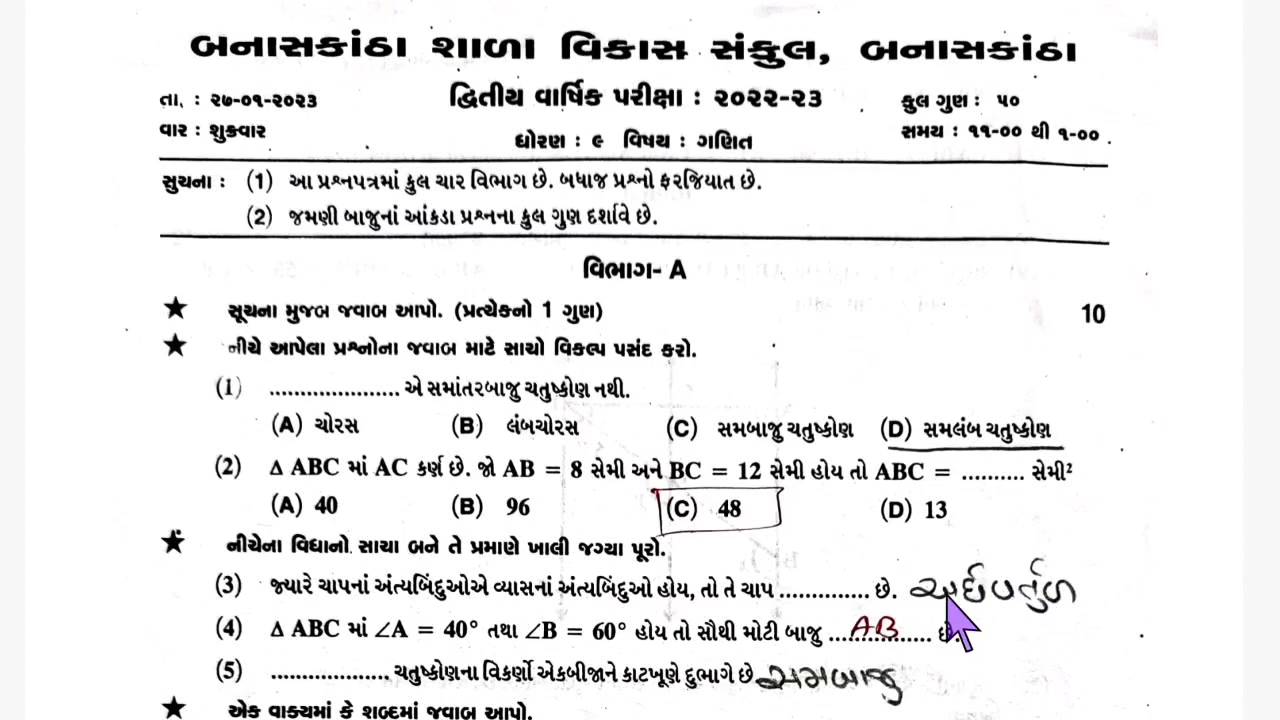 બનાસકાંઠા શાળા વિકાસ સંકુલ, બનાસકાંઠા
તા. : ૨૭-૦૧-૨૦૨૩ દ્વિતીય વાર્ષિક પરીક્ષા : ૨૦૨૨-૨૩ કુલ ગુણ : ૫૦
વાર : શુક્રવાર ધોરણ : ૯ વિષય : ગણિત સમય : ૧૧-૦૦ થી ૧-૦૦
સુચના : (1) આ પ્રશ્નપત્રમાં કુલ ચાર વિભાગ છે. બધાજ પ્રશ્નો ફરજિયાત છે.
(2) જમણી બાજુનાં આંકડા પ્રશ્નના કુલ ગુણ દર્શાવે છે.
વિભાગ- A
★ સૂચના મુજબ જવાબ આપો. (પ્રત્યેકનો 1 ગુણ) 10
★ નીચે આપેલા પ્રશ્નોના જવાબ માટે સાચો વિકલ્પ પસંદ કરો.
(1) ..................... એ સમાંતરબાજુ ચતુષ્કોણ નથી.
(A) ચોરસ (B) લંબચોરસ (C) સમબાજુ ચતુષ્કોણ (D) સમલંબ ચતુષ્કોણ
(2) Δ ABC માં AC કર્ણ છે. જો AB = 8 સેમી અને BC = 12 સેમી હોય તો ABC = .......... સેમી²
(A) 40 (B) 96 (C) 48 (D) 13
★ નીચેના વિધાનો સાચા બને તે પ્રમાણે ખાલી જગ્યા પૂરો.
(3) જ્યારે ચાપનાં અંત્યબિંદુઓએ વ્યાસનાં અંત્યબિંદુઓ હોય, તો તે ચાપ ............... છે. અર્ધવર્તુળ
(4) Δ ABC માં ∠A = 40° તથા ∠B = 60° હોય તો સૌથી મોટી બાજુ ...AB... છે.
(5) ................... ચતુષ્કોણના વિકર્ણો એકબીજાને કાટખૂણે દુભાગે છે સમબાજુ
★ એક વાક્યમાં કે શબ્દમાં જવાબ આપો.